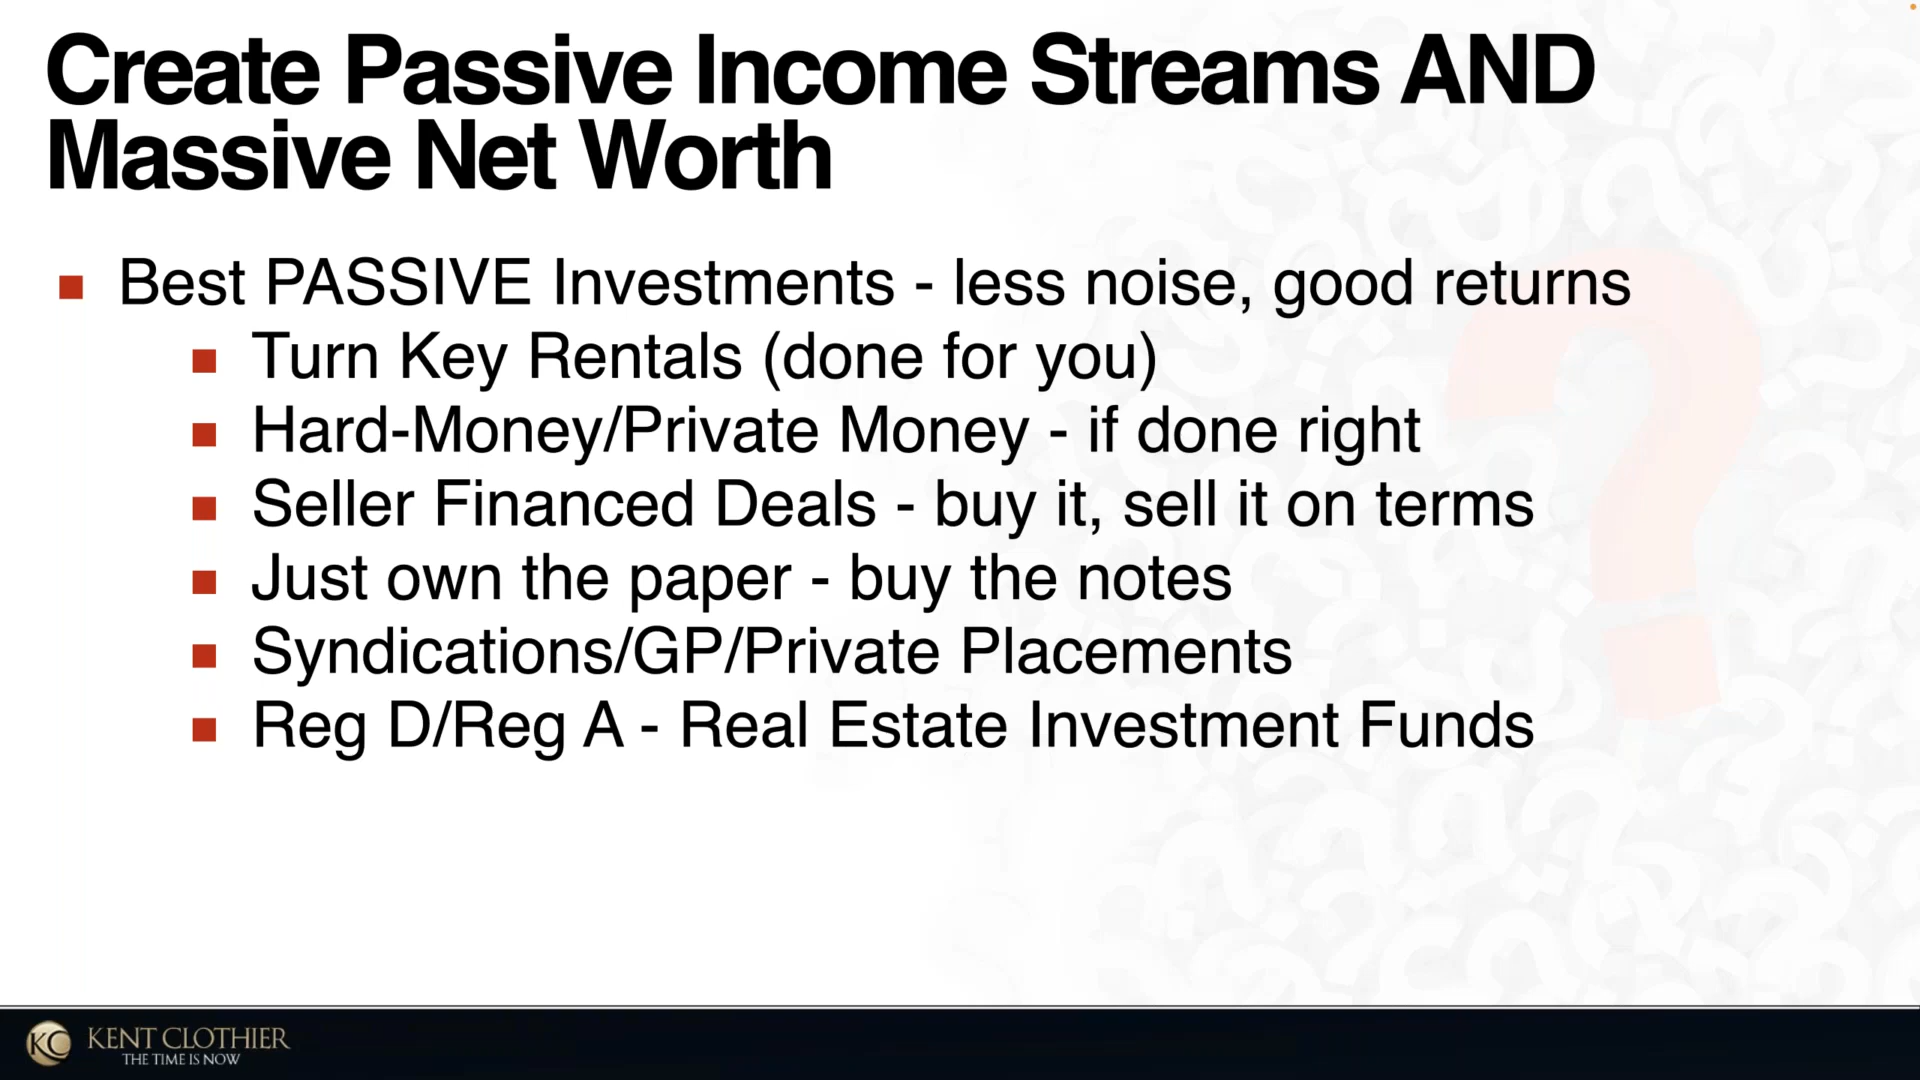 Create Passive Income Streams AND
Massive Net Worth
Best PASSIVE Investments - less noise, good returns
Turn Key Rentals (done for you)
Hard-Money/Private Money - if done right
Seller Financed Deals - buy it, sell it on terms
Just own the paper - buy the notes
Syndications/GP/Private Placements
Reg D/Reg A - Real Estate Investment Funds
KC KENT CLOTHIER
THE TIME IS NOW